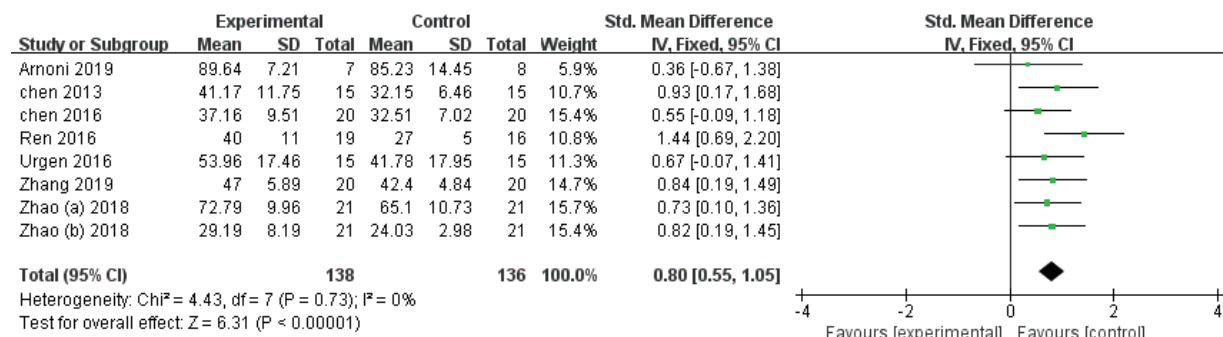 Experimental Control Std. Mean Difference Std. Mean Difference
Study or Subgroup Mean SD Total Mean SD Total Weight IV, Fixed, 95% CI IV, Fixed, 95% CI
Arnoni 2019 89.64 7.21 7 85.23 14.45 8 5.9% 0.36 [-0.67, 1.38]
chen 2013 41.17 11.75 15 32.15 6.46 15 10.7% 0.93 [0.17, 1.68]
chen 2016 37.16 9.51 20 32.51 7.02 20 15.4% 0.55 [-0.09, 1.18]
Ren 2016 40 11 19 27 5 16 10.8% 1.44 [0.69, 2.20]
Urgen 2016 53.96 17.46 15 41.78 17.95 15 11.3% 0.67 [-0.07, 1.41]
Zhang 2019 47 5.89 20 42.4 4.84 20 14.7% 0.84 [0.19, 1.49]
Zhao (a) 2018 72.79 9.96 21 65.1 10.73 21 15.7% 0.73 [0.10, 1.36]
Zhao (b) 2018 29.19 8.19 21 24.03 2.98 21 15.4% 0.82 [0.19, 1.45]
Total (95% CI) 138 136 100.0% 0.80 [0.55, 1.05]
Heterogeneity: Chi² = 4.43, df = 7 (P = 0.73); I² = 0%
Test for overall effect: Z = 6.31 (P < 0.00001)
-4 -2 0 2 4
Favours [experimental] Favours [control]